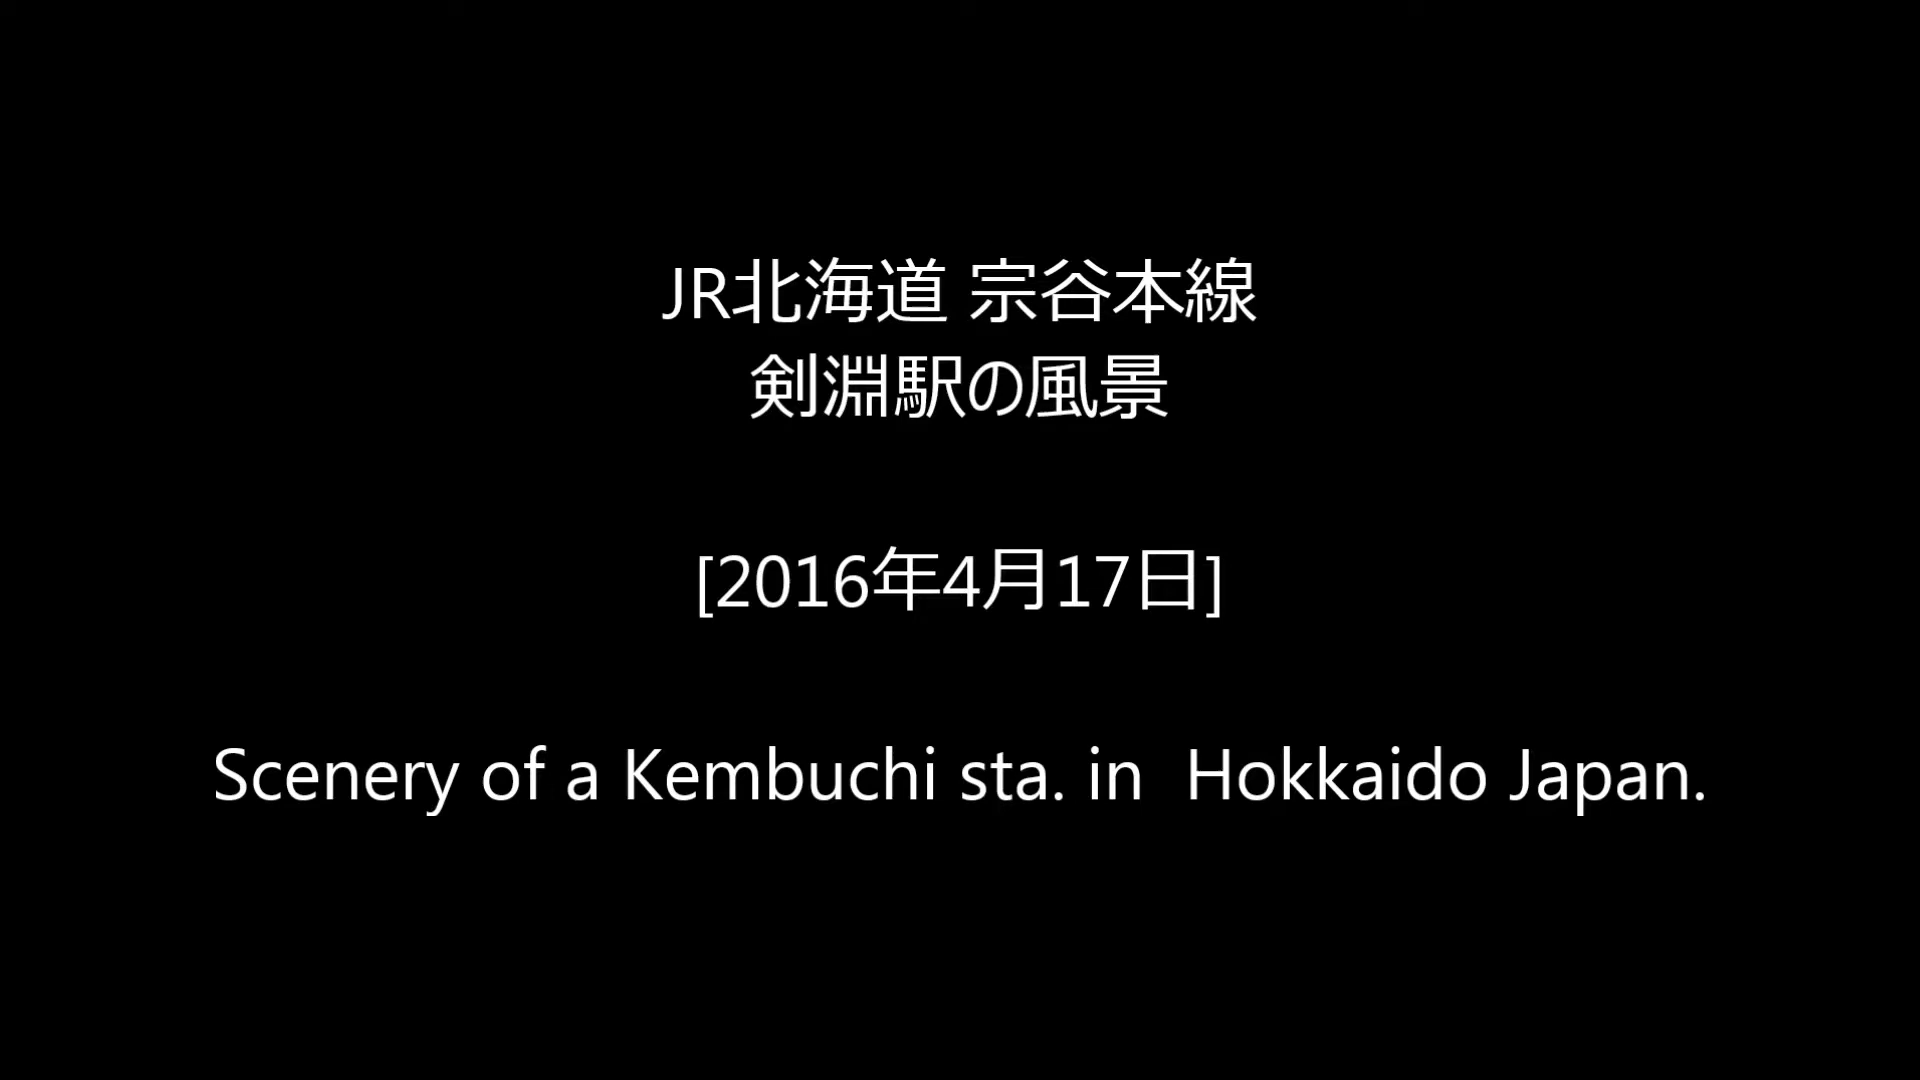 JR北海道 宗谷本線
剣淵駅の風景
[2016年4月17日]
Scenery of a Kembuchi sta. in  Hokkaido Japan.